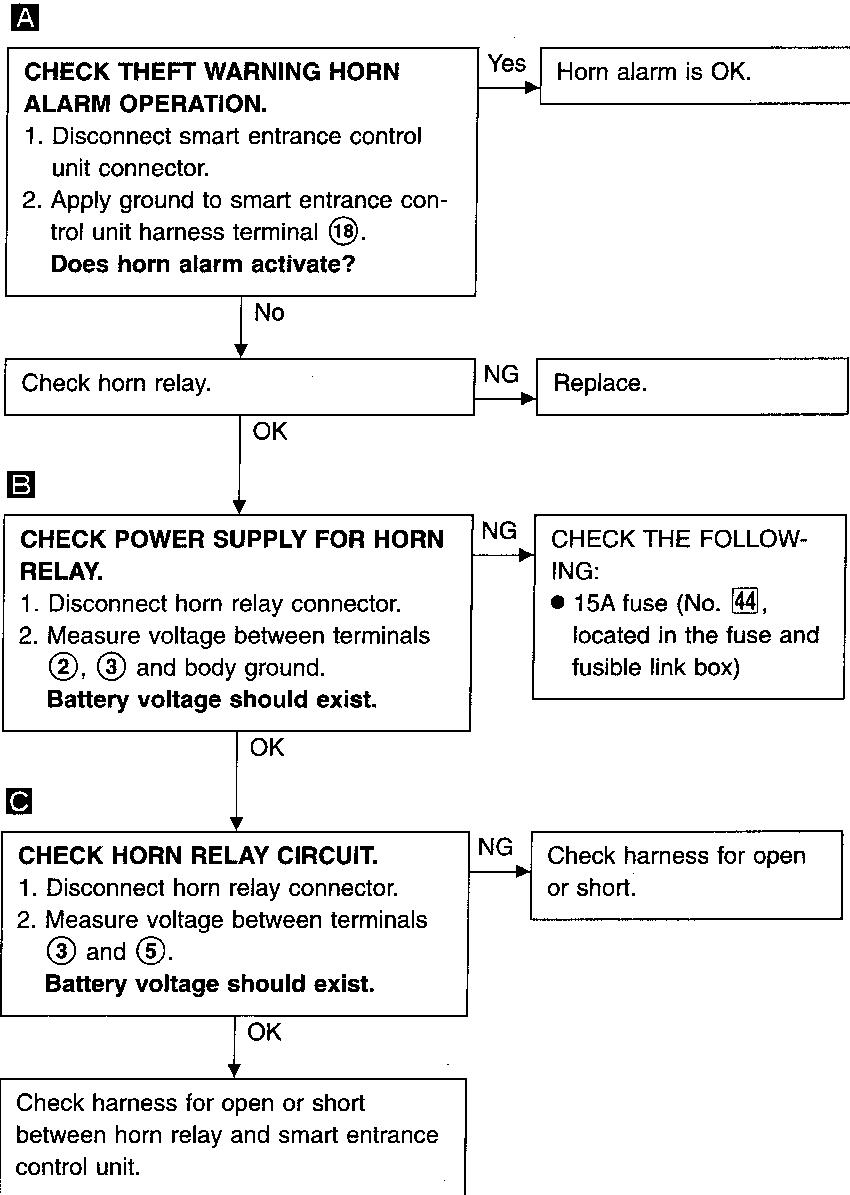 A
CHECK THEFT WARNING HORN
ALARM OPERATION.
1. Disconnect smart entrance control
unit connector.
2. Apply ground to smart entrance con-
trol unit harness terminal ⑱.
Does horn alarm activate?
Yes
Horn alarm is OK.
No
Check horn relay.
NG
Replace.
OK
B
CHECK POWER SUPPLY FOR HORN
RELAY.
1. Disconnect horn relay connector.
2. Measure voltage between terminals
②, ③ and body ground.
Battery voltage should exist.
NG
CHECK THE FOLLOW-
ING:
● 15A fuse (No. 44,
located in the fuse and
fusible link box)
OK
C
CHECK HORN RELAY CIRCUIT.
1. Disconnect horn relay connector.
2. Measure voltage between terminals
③ and ⑤.
Battery voltage should exist.
NG
Check harness for open
or short.
OK
Check harness for open or short
between horn relay and smart entrance
control unit.